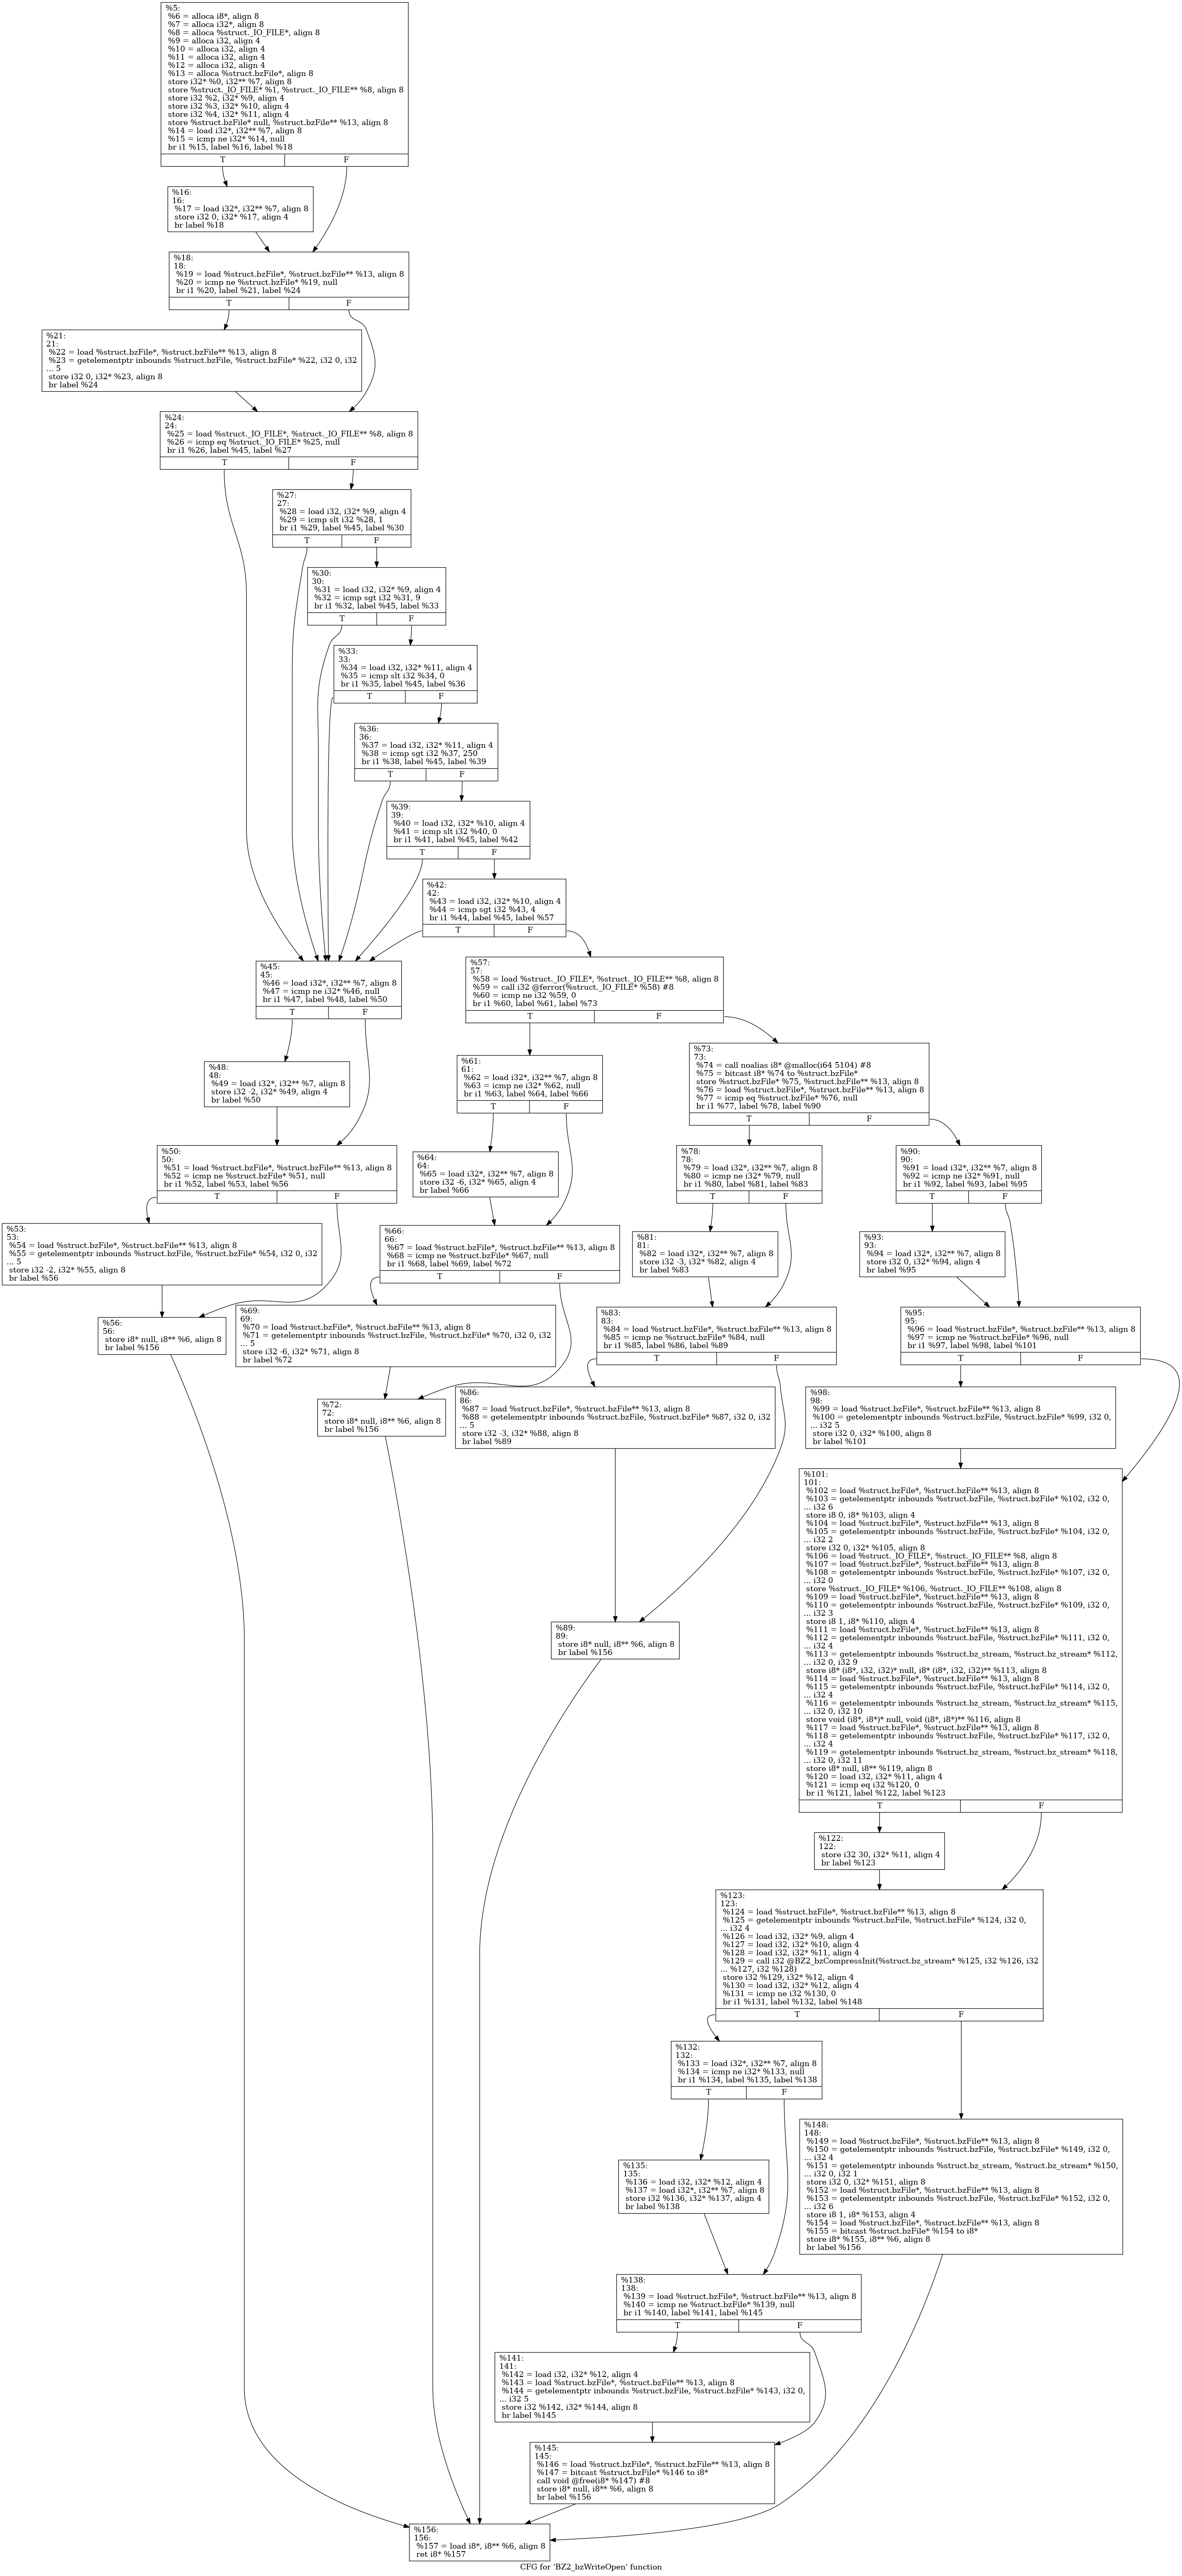 %5:
%6 = alloca i8*, align 8
%7 = alloca i32*, align 8
%8 = alloca %struct._IO_FILE*, align 8
%9 = alloca i32, align 4
%10 = alloca i32, align 4
%11 = alloca i32, align 4
%12 = alloca i32, align 4
%13 = alloca %struct.bzFile*, align 8
store i32* %0, i32** %7, align 8
store %struct._IO_FILE* %1, %struct._IO_FILE** %8, align 8
store i32 %2, i32* %9, align 4
store i32 %3, i32* %10, align 4
store i32 %4, i32* %11, align 4
store %struct.bzFile* null, %struct.bzFile** %13, align 8
%14 = load i32*, i32** %7, align 8
%15 = icmp ne i32* %14, null
br i1 %15, label %16, label %18
T F
%16:
16:
%17 = load i32*, i32** %7, align 8
store i32 0, i32* %17, align 4
br label %18
%18:
18:
%19 = load %struct.bzFile*, %struct.bzFile** %13, align 8
%20 = icmp ne %struct.bzFile* %19, null
br i1 %20, label %21, label %24
T F
%21:
21:
%22 = load %struct.bzFile*, %struct.bzFile** %13, align 8
%23 = getelementptr inbounds %struct.bzFile, %struct.bzFile* %22, i32 0, i32
... 5
store i32 0, i32* %23, align 8
br label %24
%24:
24:
%25 = load %struct._IO_FILE*, %struct._IO_FILE** %8, align 8
%26 = icmp eq %struct._IO_FILE* %25, null
br i1 %26, label %45, label %27
T F
%27:
27:
%28 = load i32, i32* %9, align 4
%29 = icmp slt i32 %28, 1
br i1 %29, label %45, label %30
T F
%30:
30:
%31 = load i32, i32* %9, align 4
%32 = icmp sgt i32 %31, 9
br i1 %32, label %45, label %33
T F
%33:
33:
%34 = load i32, i32* %11, align 4
%35 = icmp slt i32 %34, 0
br i1 %35, label %45, label %36
T F
%36:
36:
%37 = load i32, i32* %11, align 4
%38 = icmp sgt i32 %37, 250
br i1 %38, label %45, label %39
T F
%39:
39:
%40 = load i32, i32* %10, align 4
%41 = icmp slt i32 %40, 0
br i1 %41, label %45, label %42
T F
%42:
42:
%43 = load i32, i32* %10, align 4
%44 = icmp sgt i32 %43, 4
br i1 %44, label %45, label %57
T F
%45:
45:
%46 = load i32*, i32** %7, align 8
%47 = icmp ne i32* %46, null
br i1 %47, label %48, label %50
T F
%57:
57:
%58 = load %struct._IO_FILE*, %struct._IO_FILE** %8, align 8
%59 = call i32 @ferror(%struct._IO_FILE* %58) #8
%60 = icmp ne i32 %59, 0
br i1 %60, label %61, label %73
T F
%48:
48:
%49 = load i32*, i32** %7, align 8
store i32 -2, i32* %49, align 4
br label %50
%61:
61:
%62 = load i32*, i32** %7, align 8
%63 = icmp ne i32* %62, null
br i1 %63, label %64, label %66
T F
%73:
73:
%74 = call noalias i8* @malloc(i64 5104) #8
%75 = bitcast i8* %74 to %struct.bzFile*
store %struct.bzFile* %75, %struct.bzFile** %13, align 8
%76 = load %struct.bzFile*, %struct.bzFile** %13, align 8
%77 = icmp eq %struct.bzFile* %76, null
br i1 %77, label %78, label %90
T F
%50:
50:
%51 = load %struct.bzFile*, %struct.bzFile** %13, align 8
%52 = icmp ne %struct.bzFile* %51, null
br i1 %52, label %53, label %56
T F
%64:
64:
%65 = load i32*, i32** %7, align 8
store i32 -6, i32* %65, align 4
br label %66
%78:
78:
%79 = load i32*, i32** %7, align 8
%80 = icmp ne i32* %79, null
br i1 %80, label %81, label %83
T F
%90:
90:
%91 = load i32*, i32** %7, align 8
%92 = icmp ne i32* %91, null
br i1 %92, label %93, label %95
T F
%53:
53:
%54 = load %struct.bzFile*, %struct.bzFile** %13, align 8
%55 = getelementptr inbounds %struct.bzFile, %struct.bzFile* %54, i32 0, i32
... 5
store i32 -2, i32* %55, align 8
br label %56
%66:
66:
%67 = load %struct.bzFile*, %struct.bzFile** %13, align 8
%68 = icmp ne %struct.bzFile* %67, null
br i1 %68, label %69, label %72
T F
%81:
81:
%82 = load i32*, i32** %7, align 8
store i32 -3, i32* %82, align 4
br label %83
%93:
93:
%94 = load i32*, i32** %7, align 8
store i32 0, i32* %94, align 4
br label %95
%56:
56:
store i8* null, i8** %6, align 8
br label %156
%69:
69:
%70 = load %struct.bzFile*, %struct.bzFile** %13, align 8
%71 = getelementptr inbounds %struct.bzFile, %struct.bzFile* %70, i32 0, i32
... 5
store i32 -6, i32* %71, align 8
br label %72
%83:
83:
%84 = load %struct.bzFile*, %struct.bzFile** %13, align 8
%85 = icmp ne %struct.bzFile* %84, null
br i1 %85, label %86, label %89
T F
%95:
95:
%96 = load %struct.bzFile*, %struct.bzFile** %13, align 8
%97 = icmp ne %struct.bzFile* %96, null
br i1 %97, label %98, label %101
T F
%72:
72:
store i8* null, i8** %6, align 8
br label %156
%86:
86:
%87 = load %struct.bzFile*, %struct.bzFile** %13, align 8
%88 = getelementptr inbounds %struct.bzFile, %struct.bzFile* %87, i32 0, i32
... 5
store i32 -3, i32* %88, align 8
br label %89
%98:
98:
%99 = load %struct.bzFile*, %struct.bzFile** %13, align 8
%100 = getelementptr inbounds %struct.bzFile, %struct.bzFile* %99, i32 0,
... i32 5
store i32 0, i32* %100, align 8
br label %101
%101:
101:
%102 = load %struct.bzFile*, %struct.bzFile** %13, align 8
%103 = getelementptr inbounds %struct.bzFile, %struct.bzFile* %102, i32 0,
... i32 6
store i8 0, i8* %103, align 4
%104 = load %struct.bzFile*, %struct.bzFile** %13, align 8
%105 = getelementptr inbounds %struct.bzFile, %struct.bzFile* %104, i32 0,
... i32 2
store i32 0, i32* %105, align 8
%106 = load %struct._IO_FILE*, %struct._IO_FILE** %8, align 8
%107 = load %struct.bzFile*, %struct.bzFile** %13, align 8
%108 = getelementptr inbounds %struct.bzFile, %struct.bzFile* %107, i32 0,
... i32 0
store %struct._IO_FILE* %106, %struct._IO_FILE** %108, align 8
%109 = load %struct.bzFile*, %struct.bzFile** %13, align 8
%110 = getelementptr inbounds %struct.bzFile, %struct.bzFile* %109, i32 0,
... i32 3
store i8 1, i8* %110, align 4
%111 = load %struct.bzFile*, %struct.bzFile** %13, align 8
%112 = getelementptr inbounds %struct.bzFile, %struct.bzFile* %111, i32 0,
... i32 4
%113 = getelementptr inbounds %struct.bz_stream, %struct.bz_stream* %112,
... i32 0, i32 9
store i8* (i8*, i32, i32)* null, i8* (i8*, i32, i32)** %113, align 8
%114 = load %struct.bzFile*, %struct.bzFile** %13, align 8
%115 = getelementptr inbounds %struct.bzFile, %struct.bzFile* %114, i32 0,
... i32 4
%116 = getelementptr inbounds %struct.bz_stream, %struct.bz_stream* %115,
... i32 0, i32 10
store void (i8*, i8*)* null, void (i8*, i8*)** %116, align 8
%117 = load %struct.bzFile*, %struct.bzFile** %13, align 8
%118 = getelementptr inbounds %struct.bzFile, %struct.bzFile* %117, i32 0,
... i32 4
%119 = getelementptr inbounds %struct.bz_stream, %struct.bz_stream* %118,
... i32 0, i32 11
store i8* null, i8** %119, align 8
%120 = load i32, i32* %11, align 4
%121 = icmp eq i32 %120, 0
br i1 %121, label %122, label %123
T F
%89:
89:
store i8* null, i8** %6, align 8
br label %156
%122:
122:
store i32 30, i32* %11, align 4
br label %123
%123:
123:
%124 = load %struct.bzFile*, %struct.bzFile** %13, align 8
%125 = getelementptr inbounds %struct.bzFile, %struct.bzFile* %124, i32 0,
... i32 4
%126 = load i32, i32* %9, align 4
%127 = load i32, i32* %10, align 4
%128 = load i32, i32* %11, align 4
%129 = call i32 @BZ2_bzCompressInit(%struct.bz_stream* %125, i32 %126, i32
... %127, i32 %128)
store i32 %129, i32* %12, align 4
%130 = load i32, i32* %12, align 4
%131 = icmp ne i32 %130, 0
br i1 %131, label %132, label %148
T F
%132:
132:
%133 = load i32*, i32** %7, align 8
%134 = icmp ne i32* %133, null
br i1 %134, label %135, label %138
T F
%148:
148:
%149 = load %struct.bzFile*, %struct.bzFile** %13, align 8
%150 = getelementptr inbounds %struct.bzFile, %struct.bzFile* %149, i32 0,
... i32 4
%151 = getelementptr inbounds %struct.bz_stream, %struct.bz_stream* %150,
... i32 0, i32 1
store i32 0, i32* %151, align 8
%152 = load %struct.bzFile*, %struct.bzFile** %13, align 8
%153 = getelementptr inbounds %struct.bzFile, %struct.bzFile* %152, i32 0,
... i32 6
store i8 1, i8* %153, align 4
%154 = load %struct.bzFile*, %struct.bzFile** %13, align 8
%155 = bitcast %struct.bzFile* %154 to i8*
store i8* %155, i8** %6, align 8
br label %156
%135:
135:
%136 = load i32, i32* %12, align 4
%137 = load i32*, i32** %7, align 8
store i32 %136, i32* %137, align 4
br label %138
%138:
138:
%139 = load %struct.bzFile*, %struct.bzFile** %13, align 8
%140 = icmp ne %struct.bzFile* %139, null
br i1 %140, label %141, label %145
T F
%141:
141:
%142 = load i32, i32* %12, align 4
%143 = load %struct.bzFile*, %struct.bzFile** %13, align 8
%144 = getelementptr inbounds %struct.bzFile, %struct.bzFile* %143, i32 0,
... i32 5
store i32 %142, i32* %144, align 8
br label %145
%145:
145:
%146 = load %struct.bzFile*, %struct.bzFile** %13, align 8
%147 = bitcast %struct.bzFile* %146 to i8*
call void @free(i8* %147) #8
store i8* null, i8** %6, align 8
br label %156
%156:
156:
%157 = load i8*, i8** %6, align 8
ret i8* %157
CFG for 'BZ2_bzWriteOpen' function